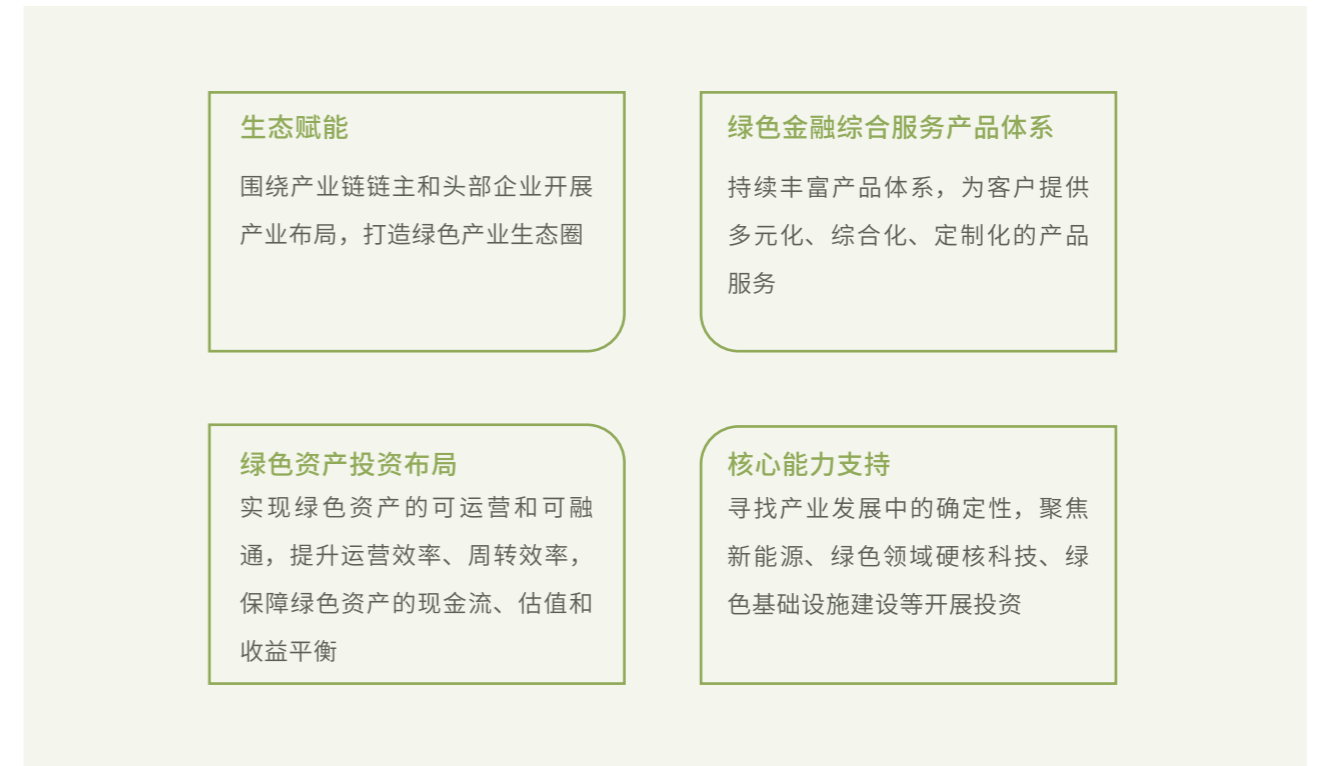 生态赋能
围绕产业链链主和头部企业开展
产业布局，打造绿色产业生态圈
绿色金融综合服务产品体系
持续丰富产品体系，为客户提供
多元化、综合化、定制化的产品
服务
绿色资产投资布局
实现绿色资产的可运营和可融
通，提升运营效率、周转效率，
保障绿色资产的现金流、估值和
收益平衡
核心能力支持
寻找产业发展中的确定性，聚焦
新能源、绿色领域硬核科技、绿
色基础设施建设等开展投资